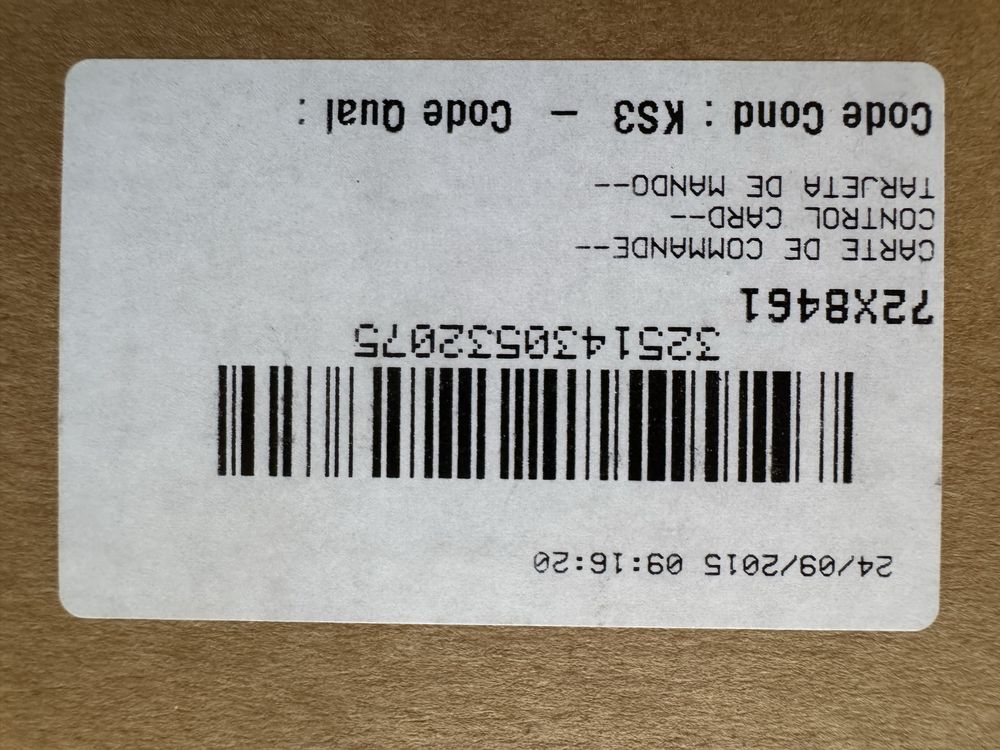 24/09/2015 09:16:20
3251430532075
72X8461
CARTE DE COMMANDE--
CONTROL CARD--
TARJETA DE MANDO--
Code Cond : KS3 – Code Qual :